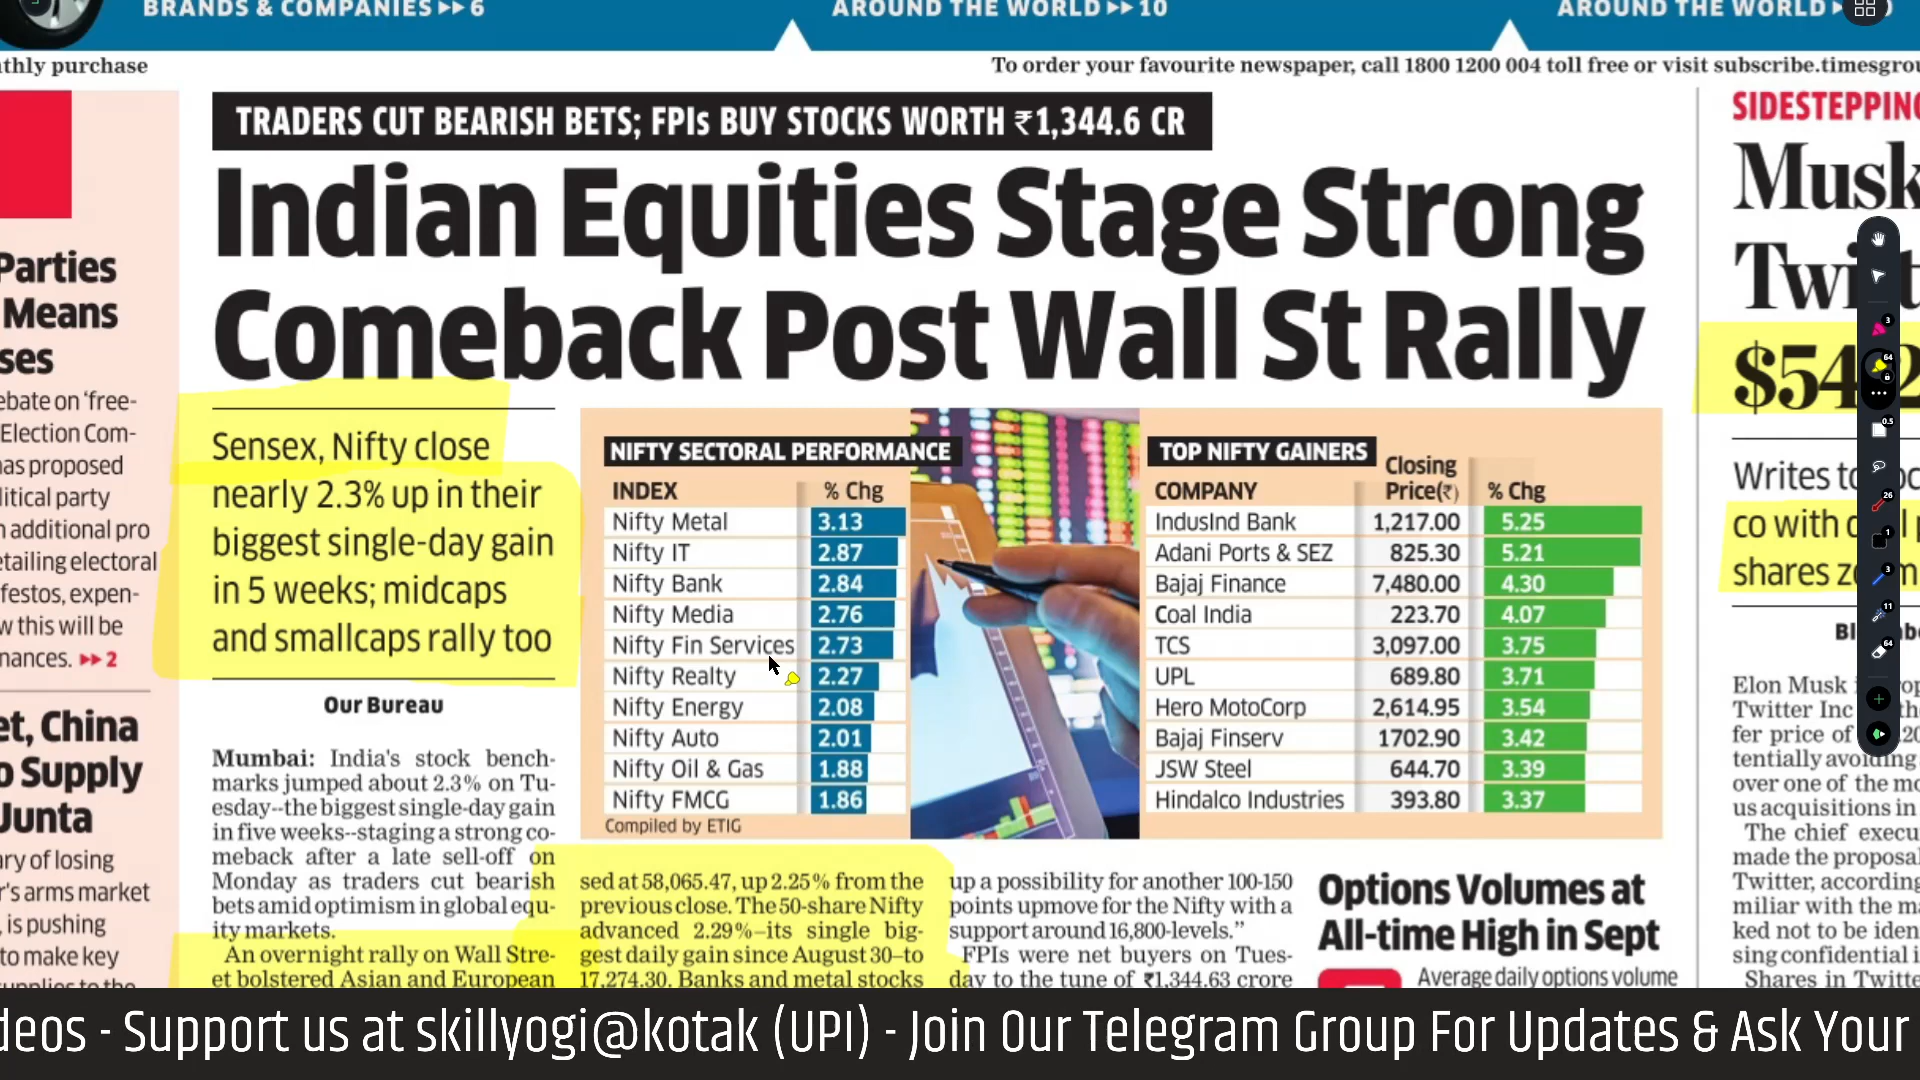 BRANDS & COMPANIES ▸▸ 6
AROUND THE WORLD ▸▸ 10
AROUND THE WORLD
thly purchase
To order your favourite newspaper, call 1800 1200 004 toll free or visit subscribe.timesgrou
Parties
Means
ses
ebate on ‘free-
Election Com-
has proposed
litical party
n additional pro
etailing electoral
festos, expen-
w this will be
nances. ▸▸ 2
et, China
o Supply
Junta
ary of losing
r's arms market
, is pushing
to make key
supplies to the
TRADERS CUT BEARISH BETS; FPIs BUY STOCKS WORTH ₹1,344.6 CR
Indian Equities Stage Strong
Comeback Post Wall St Rally
Sensex, Nifty close
nearly 2.3% up in their
biggest single-day gain
in 5 weeks; midcaps
and smallcaps rally too
Our Bureau
Mumbai: India's stock bench-
marks jumped about 2.3% on Tu-
esday--the biggest single-day gain
in five weeks--staging a strong co-
meback after a late sell-off on
Monday as traders cut bearish
bets amid optimism in global equ-
ity markets.
An overnight rally on Wall Stre-
et bolstered Asian and European
NIFTY SECTORAL PERFORMANCE
INDEX % Chg
Nifty Metal 3.13
Nifty IT 2.87
Nifty Bank 2.84
Nifty Media 2.76
Nifty Fin Services 2.73
Nifty Realty 2.27
Nifty Energy 2.08
Nifty Auto 2.01
Nifty Oil & Gas 1.88
Nifty FMCG 1.86
Compiled by ETIG
TOP NIFTY GAINERS
COMPANY Closing Price(₹) % Chg
IndusInd Bank 1,217.00 5.25
Adani Ports & SEZ 825.30 5.21
Bajaj Finance 7,480.00 4.30
Coal India 223.70 4.07
TCS 3,097.00 3.75
UPL 689.80 3.71
Hero MotoCorp 2,614.95 3.54
Bajaj Finserv 1702.90 3.42
JSW Steel 644.70 3.39
Hindalco Industries 393.80 3.37
sed at 58,065.47, up 2.25% from the
previous close. The 50-share Nifty
advanced 2.29%–its single big-
gest daily gain since August 30–to
17,274.30. Banks and metal stocks
up a possibility for another 100-150
points upmove for the Nifty with a
support around 16,800-levels.”
FPIs were net buyers on Tues-
day to the tune of ₹1,344.63 crore
Options Volumes at
All-time High in Sept
Average daily options volume
SIDESTEPPING
Musk
$54
Writes to
co with
shares
Elon Musk
Twitter Inc
fer price of
tentially avoiding
over one of the mo
us acquisitions in
The chief execu
made the proposal
Twitter, according
miliar with the ma
ked not to be iden
sing confidential i
Shares in Twitte
deos - Support us at skillyogi@kotak (UPI) - Join Our Telegram Group For Updates & Ask Your